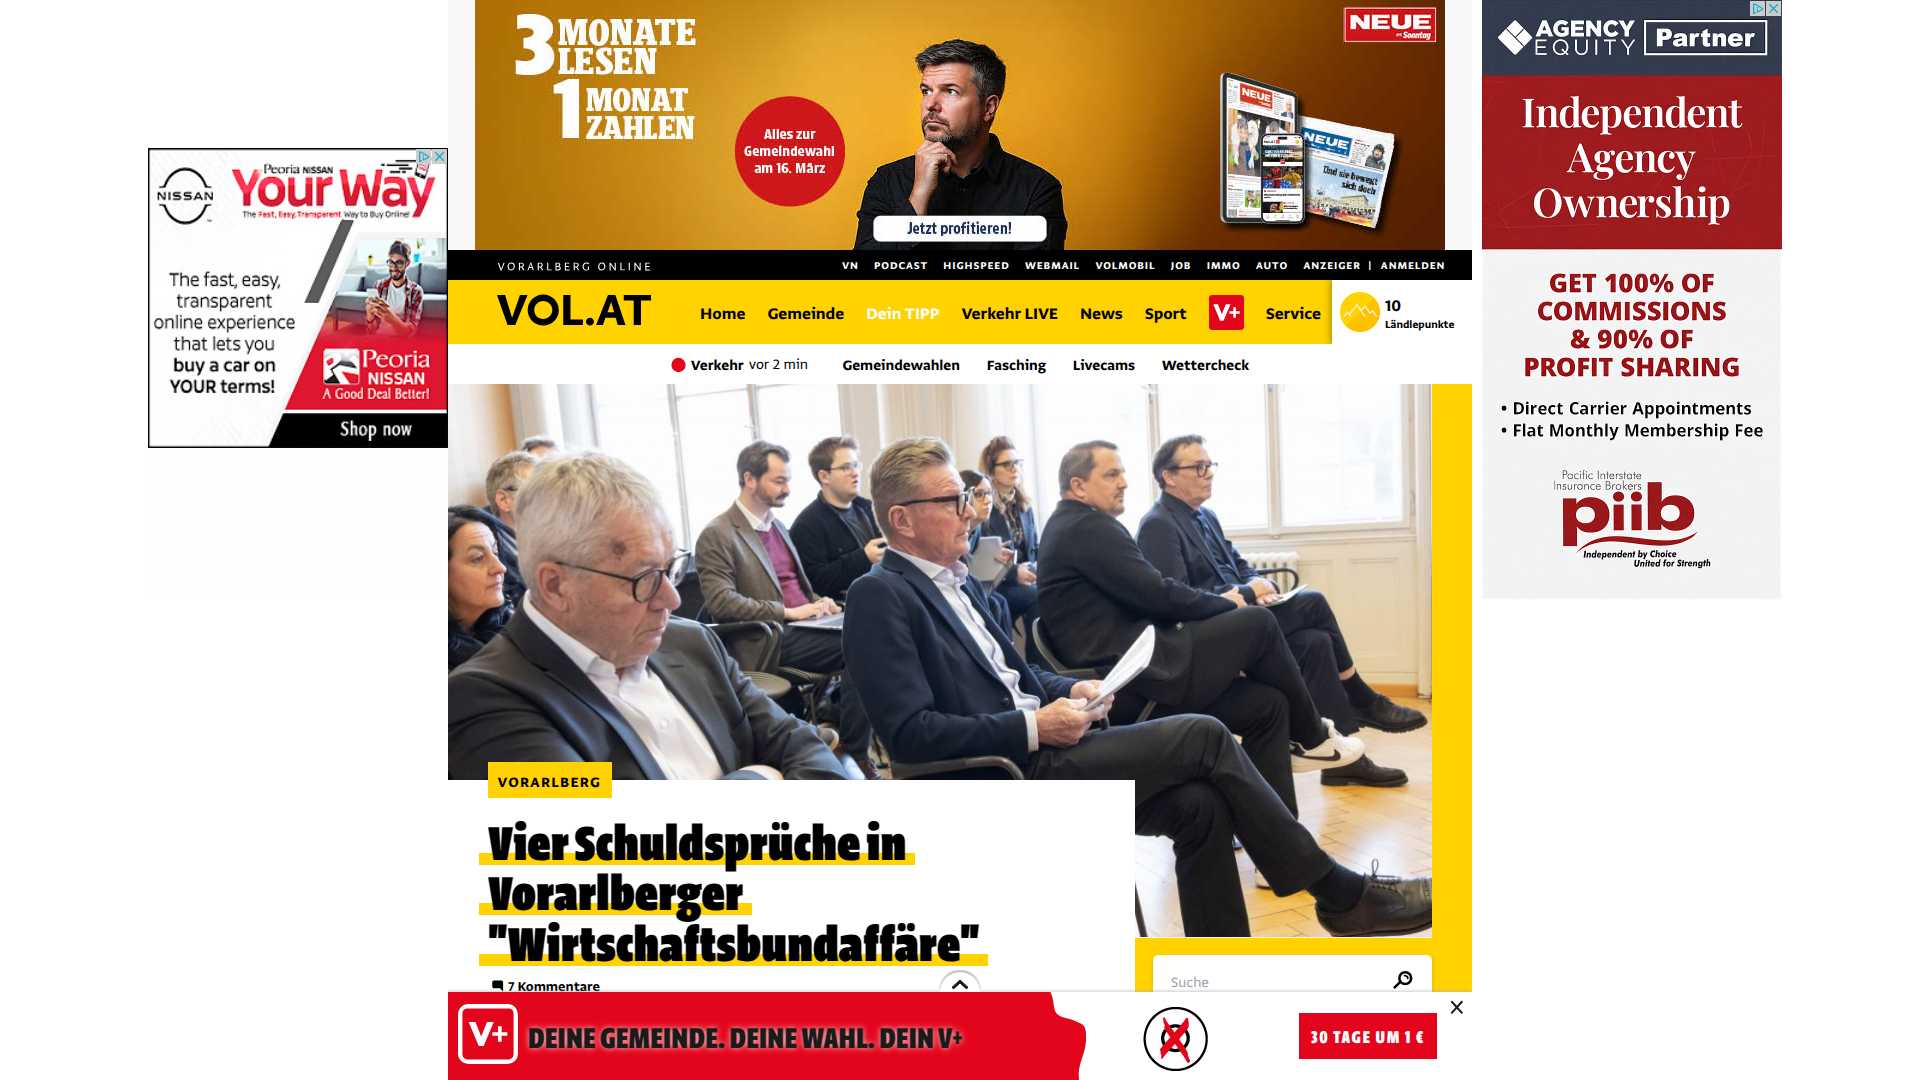 3 MONATE
LESEN
1 MONAT
ZAHLEN
Alles zur
Gemeindewahl
am 16. März
Jetzt profitieren!
NEUE
am Sonntag
NEUE
NEUE
Und sie bewegt
sich doch
NISSAN
Peoria NISSAN
Your Way
The Fast, Easy, Transparent Way to Buy Online!
The fast, easy,
transparent
online experience
that lets you
buy a car on
YOUR terms!
Peoria
NISSAN
A Good Deal Better!
Shop now
AGENCY
EQUITY
Partner
Independent
Agency
Ownership
GET 100% OF
COMMISSIONS
& 90% OF
PROFIT SHARING
• Direct Carrier Appointments
• Flat Monthly Membership Fee
Pacific Interstate
Insurance Brokers
piib
Independent by Choice
United for Strength
VORARLBERG ONLINE
VN PODCAST HIGHSPEED WEBMAIL VOLMOBIL JOB IMMO AUTO ANZEIGER | ANMELDEN
VOL.AT
Home Gemeinde Dein TIPP Verkehr LIVE News Sport V+ Service
10
Ländlepunkte
Verkehr vor 2 min Gemeindewahlen Fasching Livecams Wettercheck
VORARLBERG
Vier Schuldsprüche in
Vorarlberger
"Wirtschaftsbundaffäre"
7 Kommentare
Suche
V+ DEINE GEMEINDE. DEINE WAHL. DEIN V+
30 TAGE UM 1 €